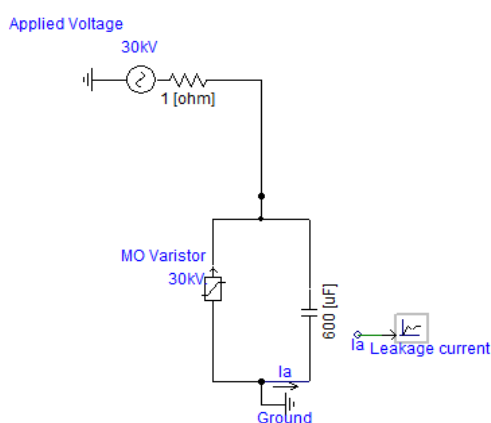 Applied Voltage
30kV
1 [ohm]
MO Varistor
30kV
600 [uF]
Ia
Ia
Leakage current
Ground